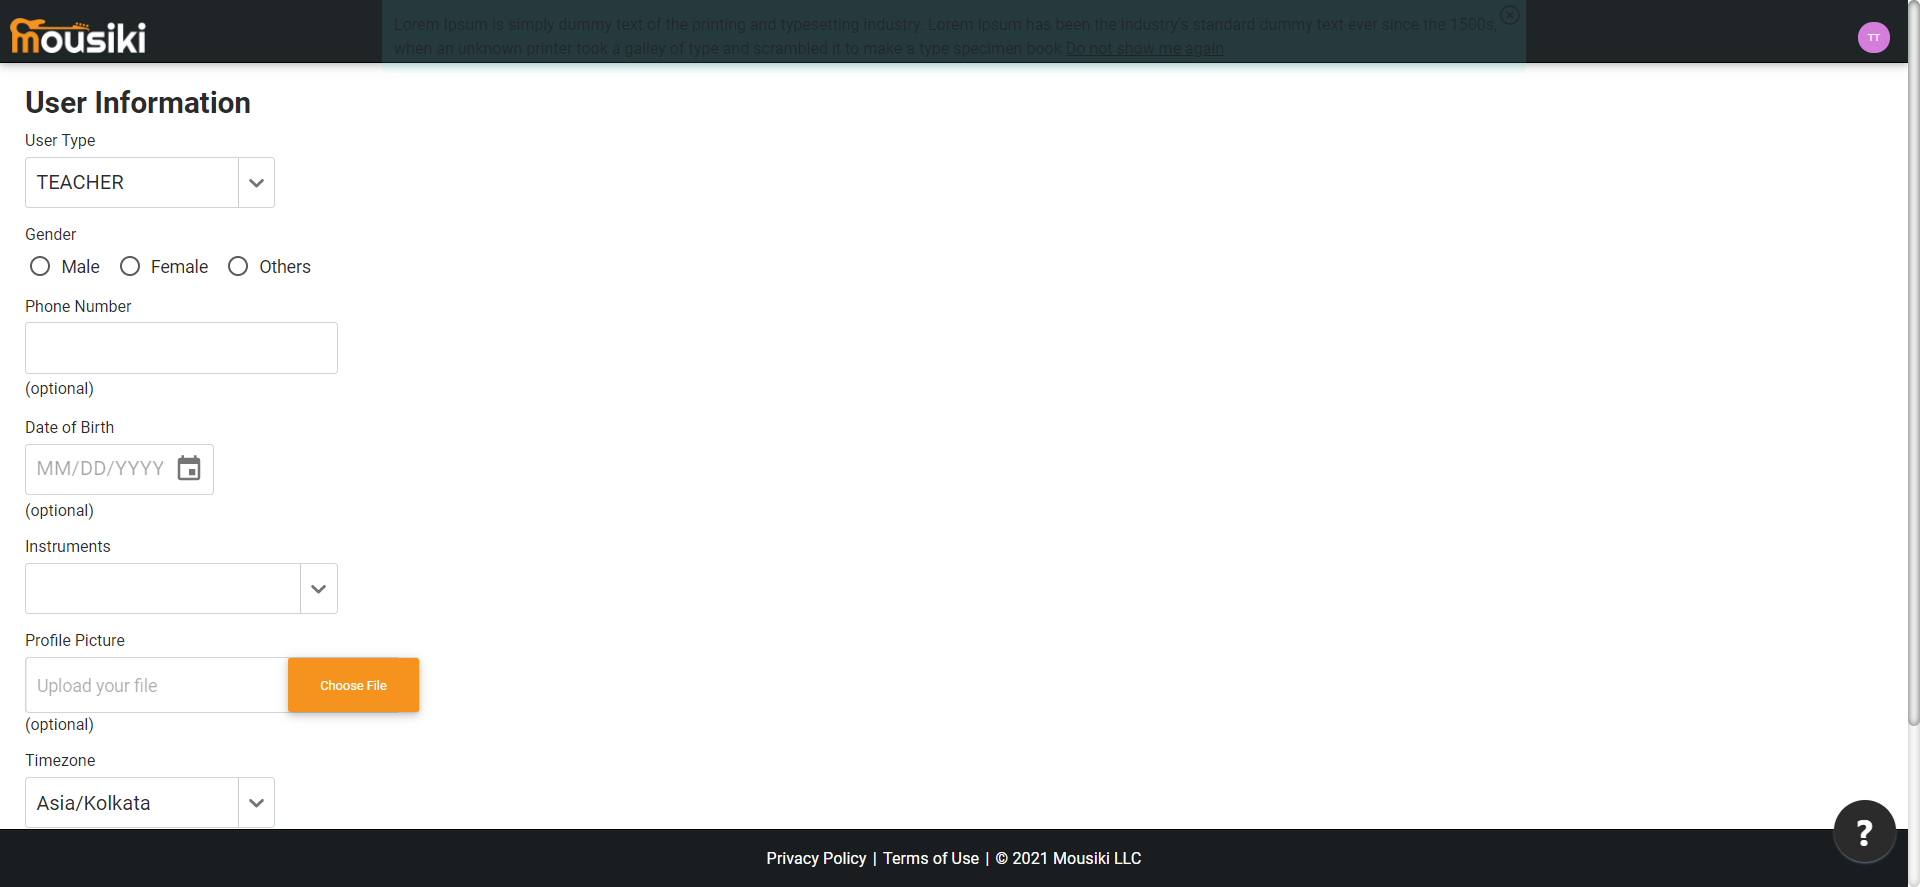 mousiki
Lorem Ipsum is simply dummy text of the printing and typesetting industry. Lorem Ipsum has been the industry's standard dummy text ever since the 1500s,
when an unknown printer took a galley of type and scrambled it to make a type specimen book Do not show me again
TT
User Information
User Type
TEACHER
Gender
Male Female Others
Phone Number
(optional)
Date of Birth
MM/DD/YYYY
(optional)
Instruments
Profile Picture
Upload your file Choose File
(optional)
Timezone
Asia/Kolkata
?
Privacy Policy | Terms of Use | © 2021 Mousiki LLC